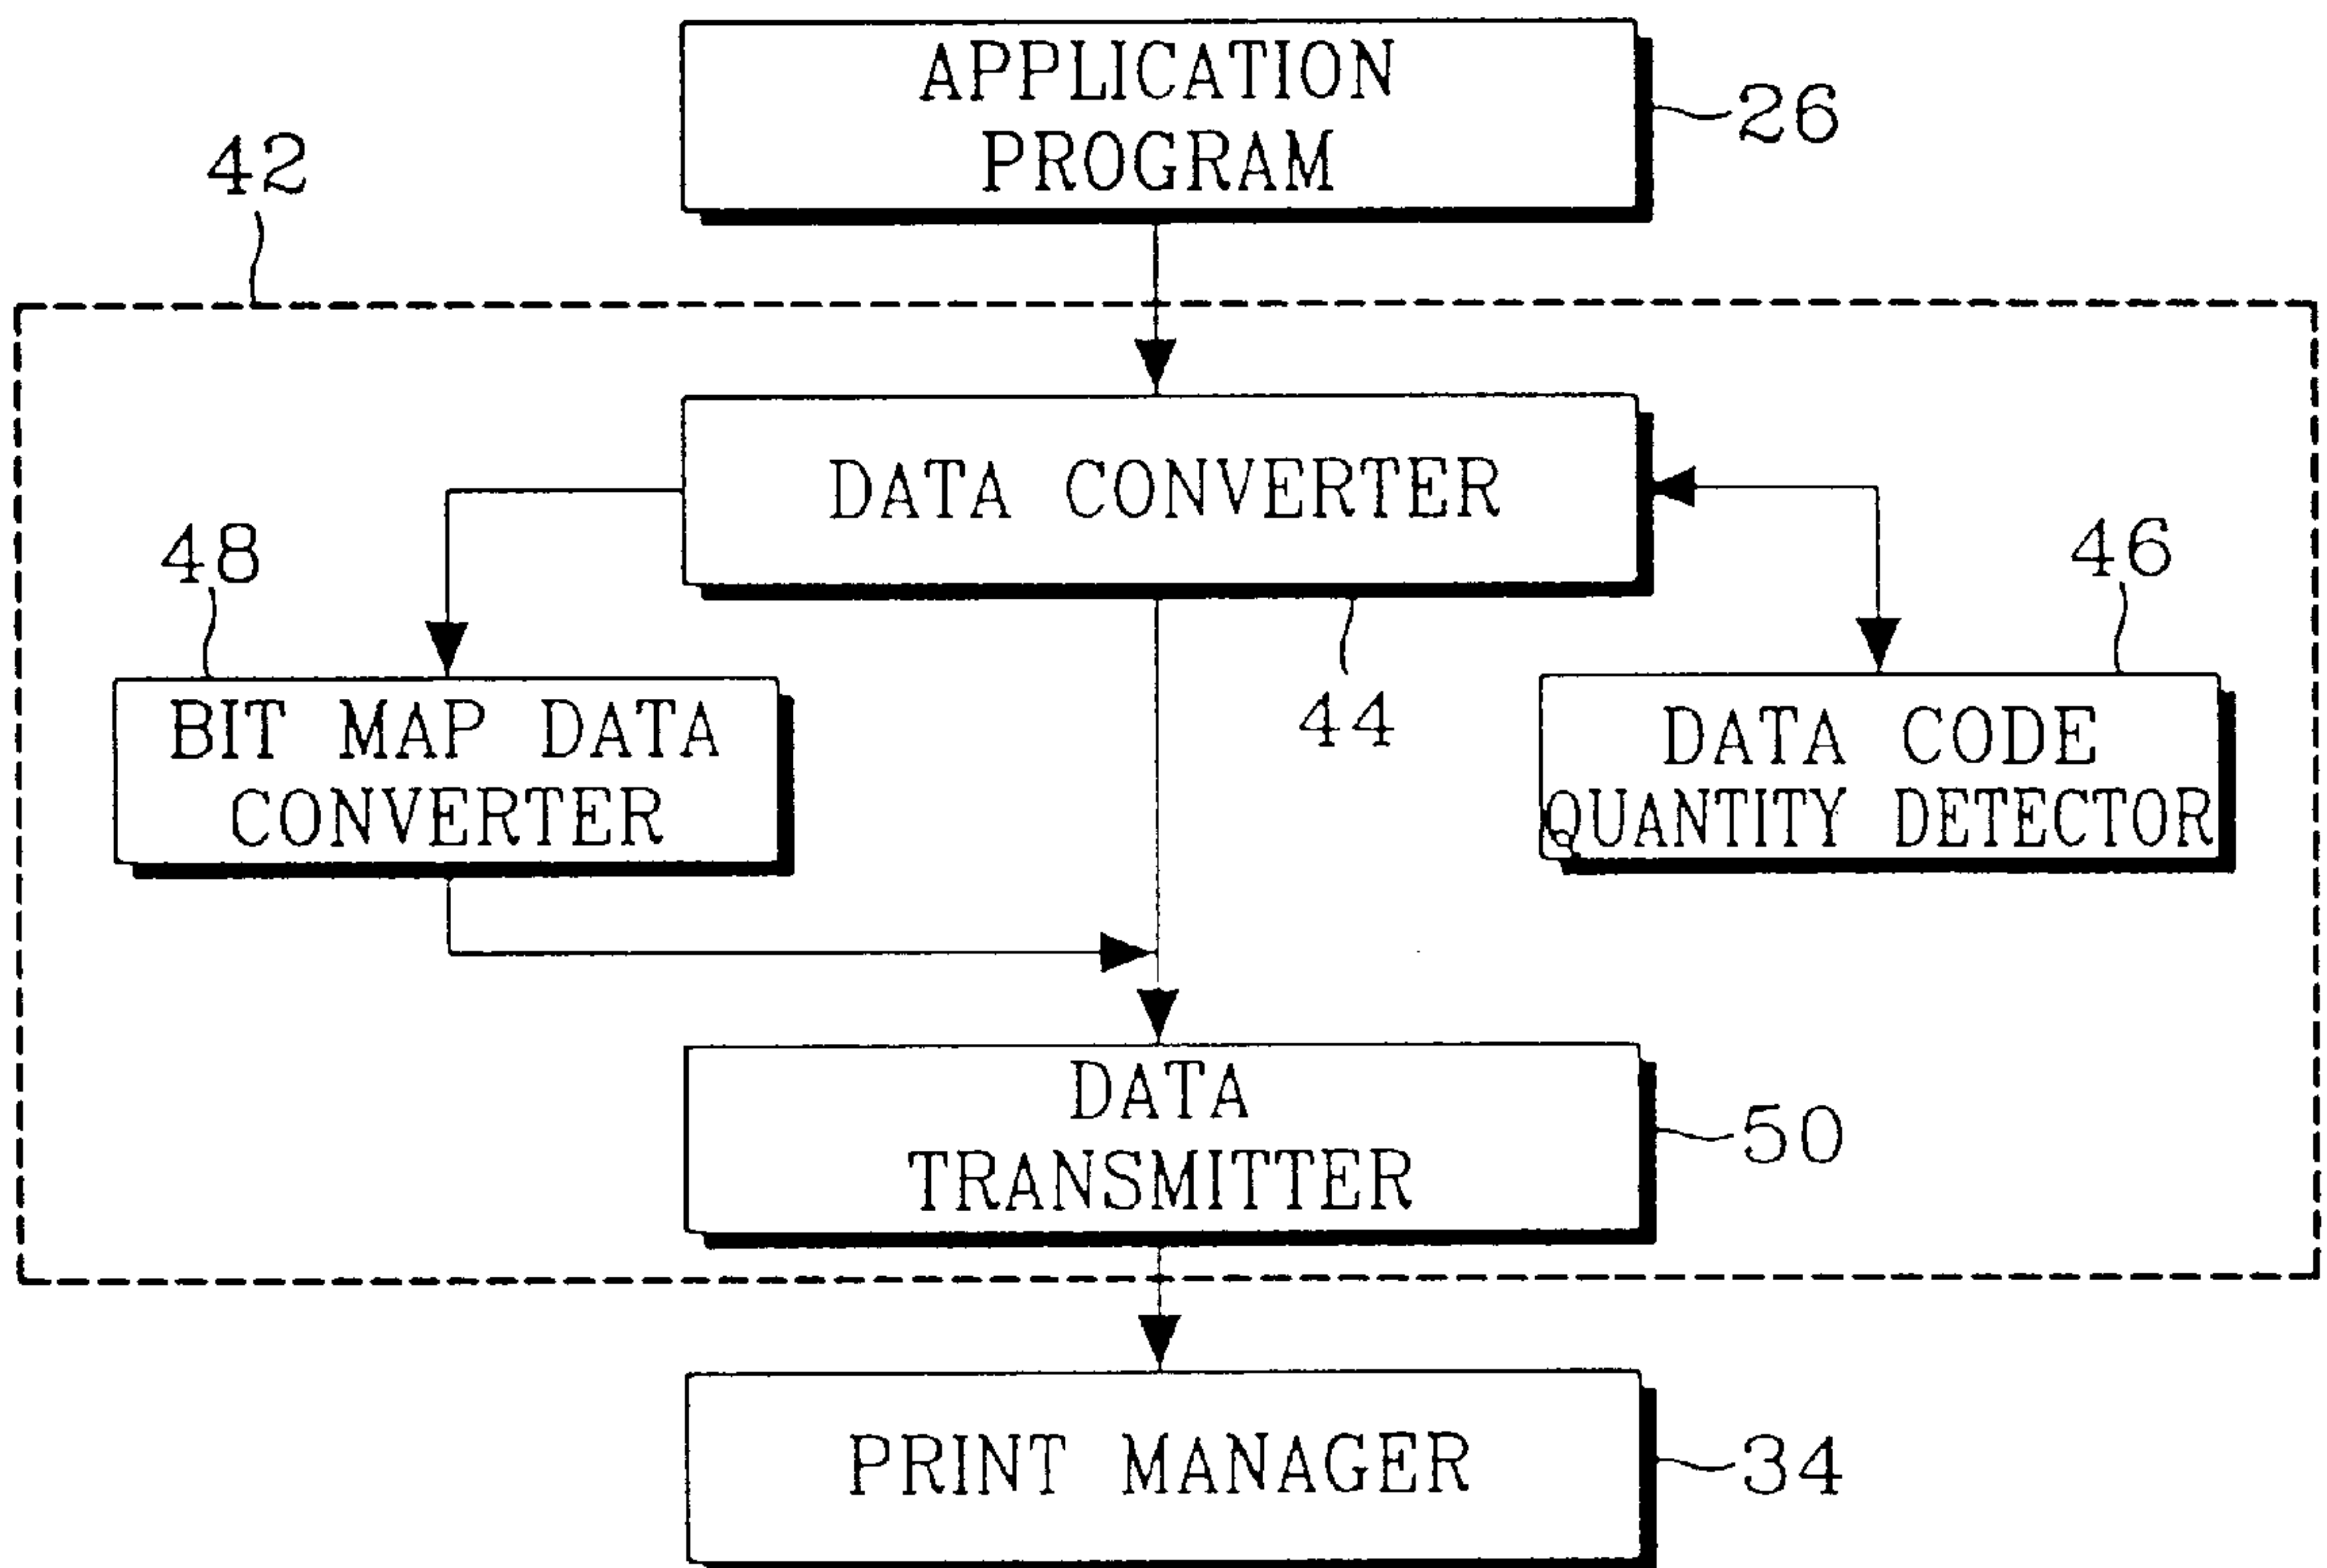 APPLICATION
PROGRAM
26
42
DATA CONVERTER
48
46
44
BIT MAP DATA
CONVERTER
DATA CODE
QUANTITY DETECTOR
DATA
TRANSMITTER
50
PRINT MANAGER
34